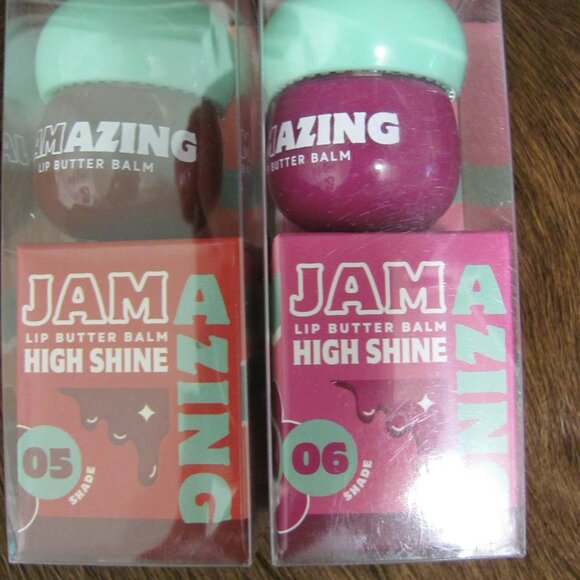 JAMAZING
LIP BUTTER BALM
AZING
BUTTER BALM
JAM
LIP BUTTER BALM
HIGH SHINE
AZING
05
SHADE
JAM
LIP BUTTER BALM
HIGH SHINE
AZING
06
SHADE